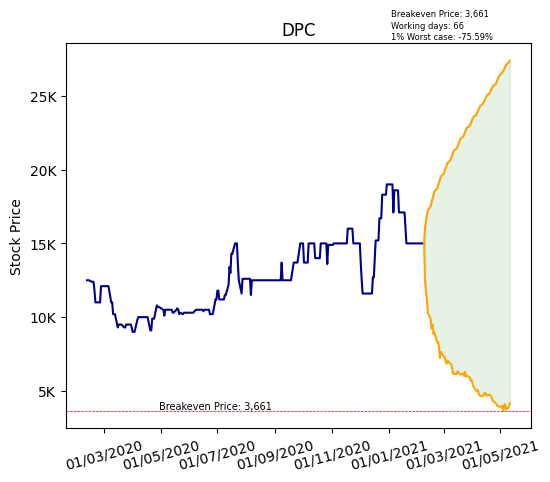 Breakeven Price: 3,661
Working days: 66
1% Worst case: -75.59%
DPC
Stock Price
25K
20K
15K
10K
5K
Breakeven Price: 3,661
01/03/2020 01/05/2020 01/07/2020 01/09/2020 01/11/2020 01/01/2021 01/03/2021 01/05/2021